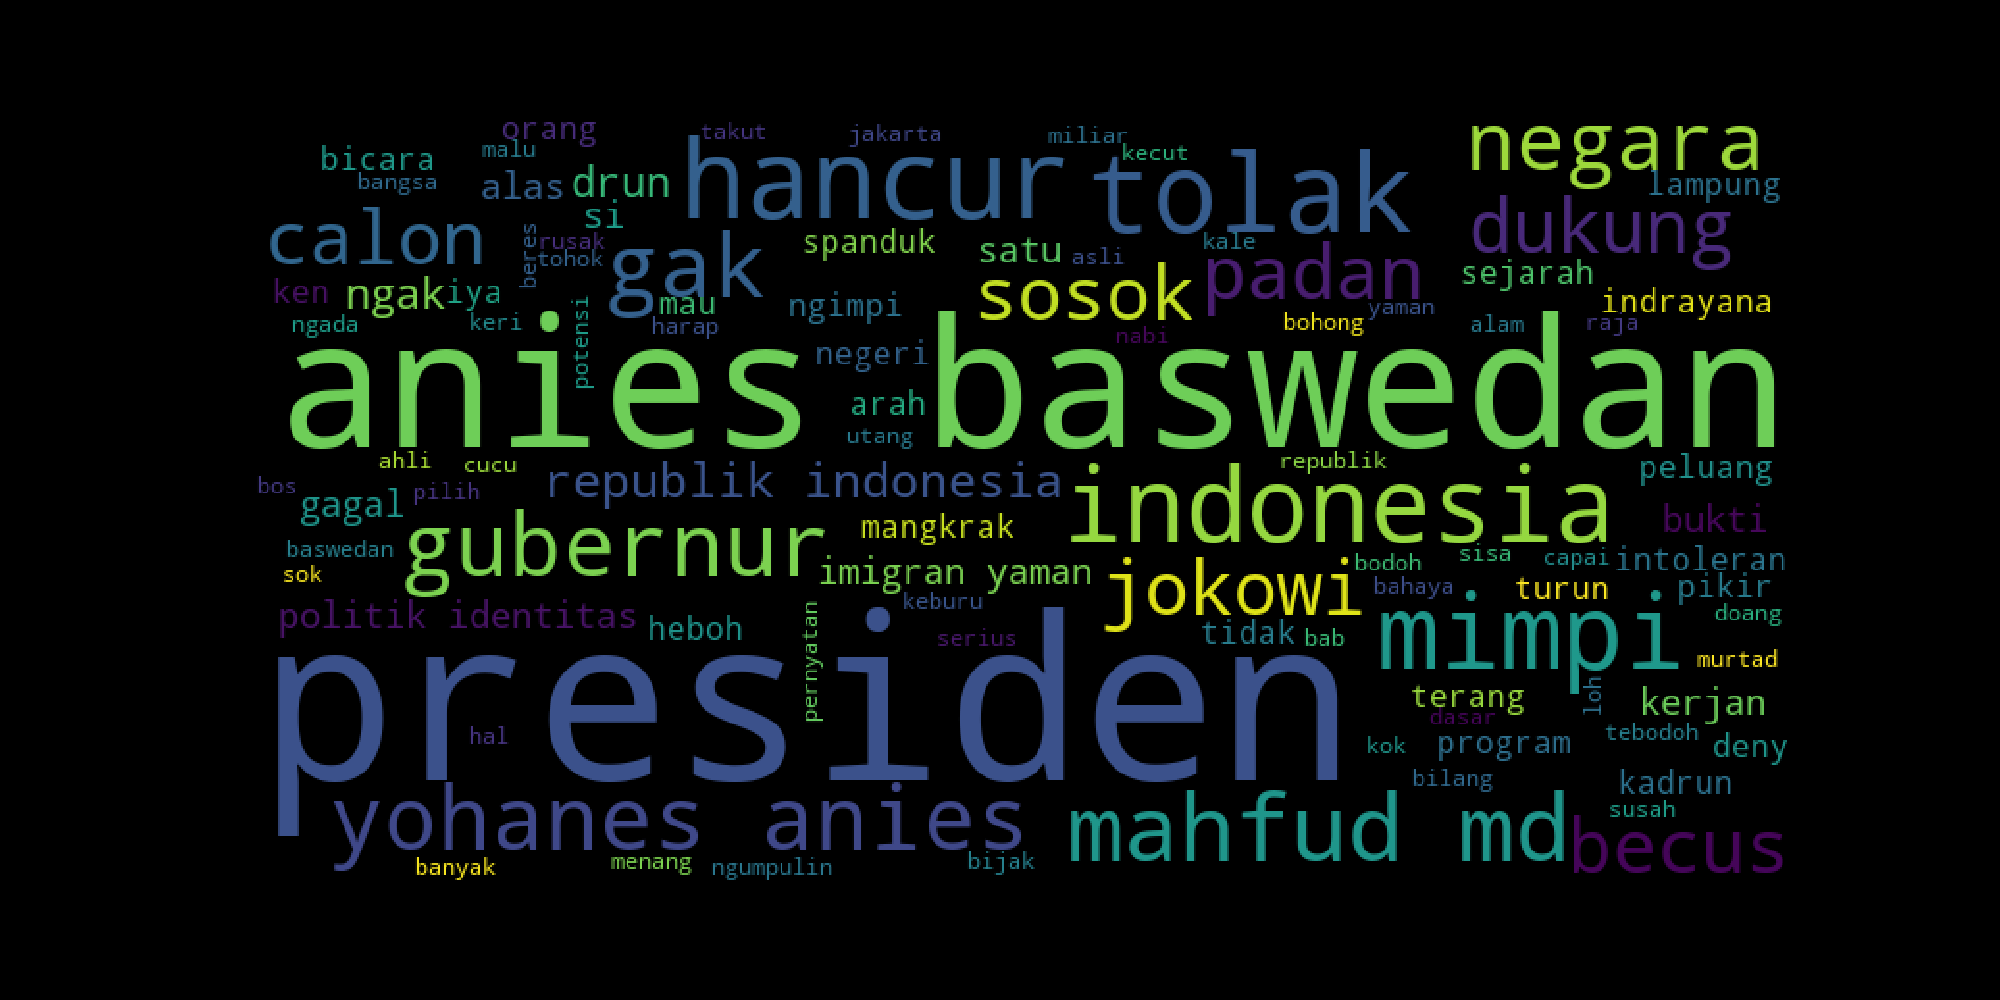 orang
takut
jakarta
miliar
negara
malu
hancur
tolak
kecut
bicara
bangsa
alas
drun
lampung
si
dukung
calon
beres
rusak
tohok
gak
spanduk
satu
asli
kale
padan
sejarah
ken
ngak
iya
mau
ngimpi
sosok
yaman
indrayana
ngada
keri
potensi
harap
nabi
bohong
alam
raja
anies baswedan
negeri
arah
utang
ahli
cucu
republik indonesia
republik
peluang
bos
gagal
pilih
indonesia
bukti
baswedan
gubernur
mangkrak
sok
imigran yaman
jokowi
bodoh
sisa
capai
intoleran
bahaya
turun
pikir
politik identitas
heboh
pernyatan
keburu
serius
tidak
bab
mimpi
doang
murtad
presiden
hal
terang
loh
kerjan
dasar
kok
program
tebodoh
deny
bilang
kadrun
yohanes anies
mahfud md
susah
becus
banyak
menang
ngumpulin
bijak